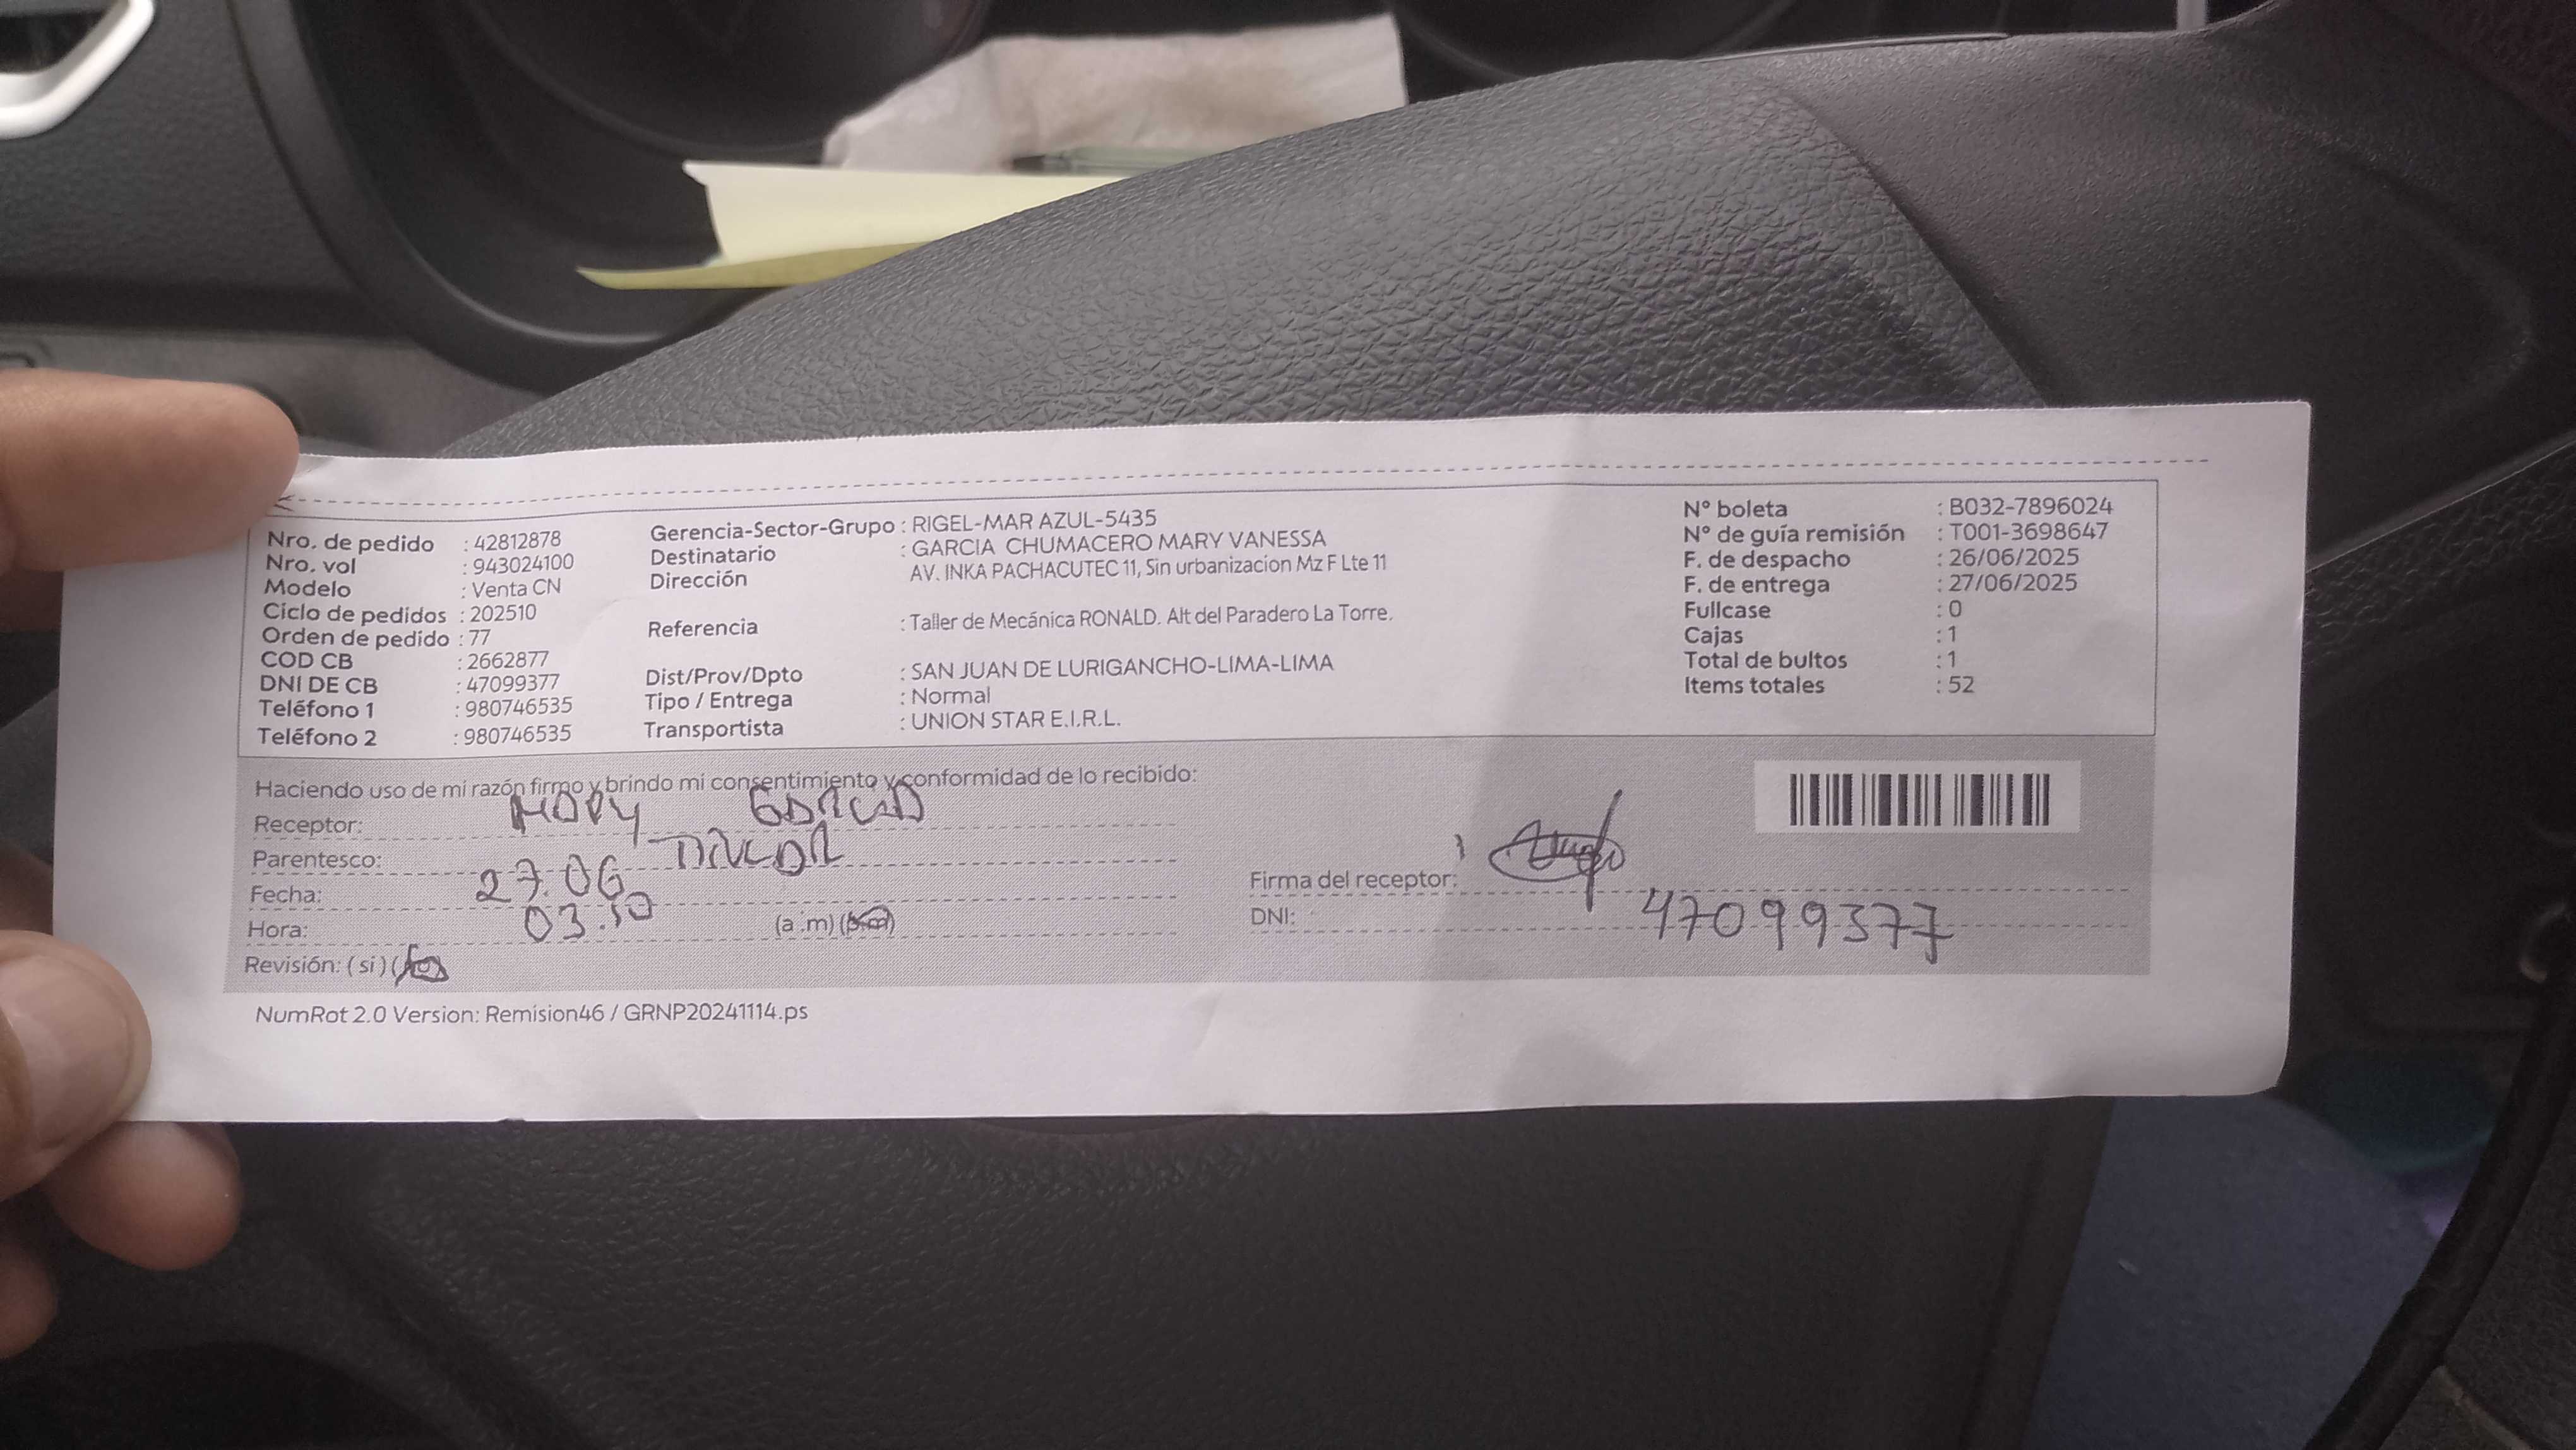 Nro. de pedido : 42812878
Nro. vol : 943024100
Modelo : Venta CN
Ciclo de pedidos : 202510
Orden de pedido : 77
COD CB : 2662877
DNI DE CB : 47099377
Teléfono 1 : 980746535
Teléfono 2 : 980746535
Gerencia-Sector-Grupo : RIGEL-MAR AZUL-5435
Destinatario : GARCIA CHUMACERO MARY VANESSA
Dirección AV. INKA PACHACUTEC 11, Sin urbanizacion Mz F Lte 11
Referencia : Taller de Mecánica RONALD. Alt del Paradero La Torre.
Dist/Prov/Dpto : SAN JUAN DE LURIGANCHO-LIMA-LIMA
Tipo / Entrega : Normal
Transportista : UNION STAR E.I.R.L.
N° boleta : B032-7896024
N° de guía remisión : T001-3698647
F. de despacho : 26/06/2025
F. de entrega : 27/06/2025
Fullcase : 0
Cajas : 1
Total de bultos : 1
Items totales : 52
Haciendo uso de mi razón firmo y brindo mi consentimiento y conformidad de lo recibido:
Receptor: MARY GARCIA
Parentesco: TITULAR
Fecha: 27.06
Hora: 03.50 (a.m) (p.m)
Revisión: (si) (no)
Firma del receptor:
DNI: 47099377
NumRot 2.0 Version: Remision46 / GRNP20241114.ps